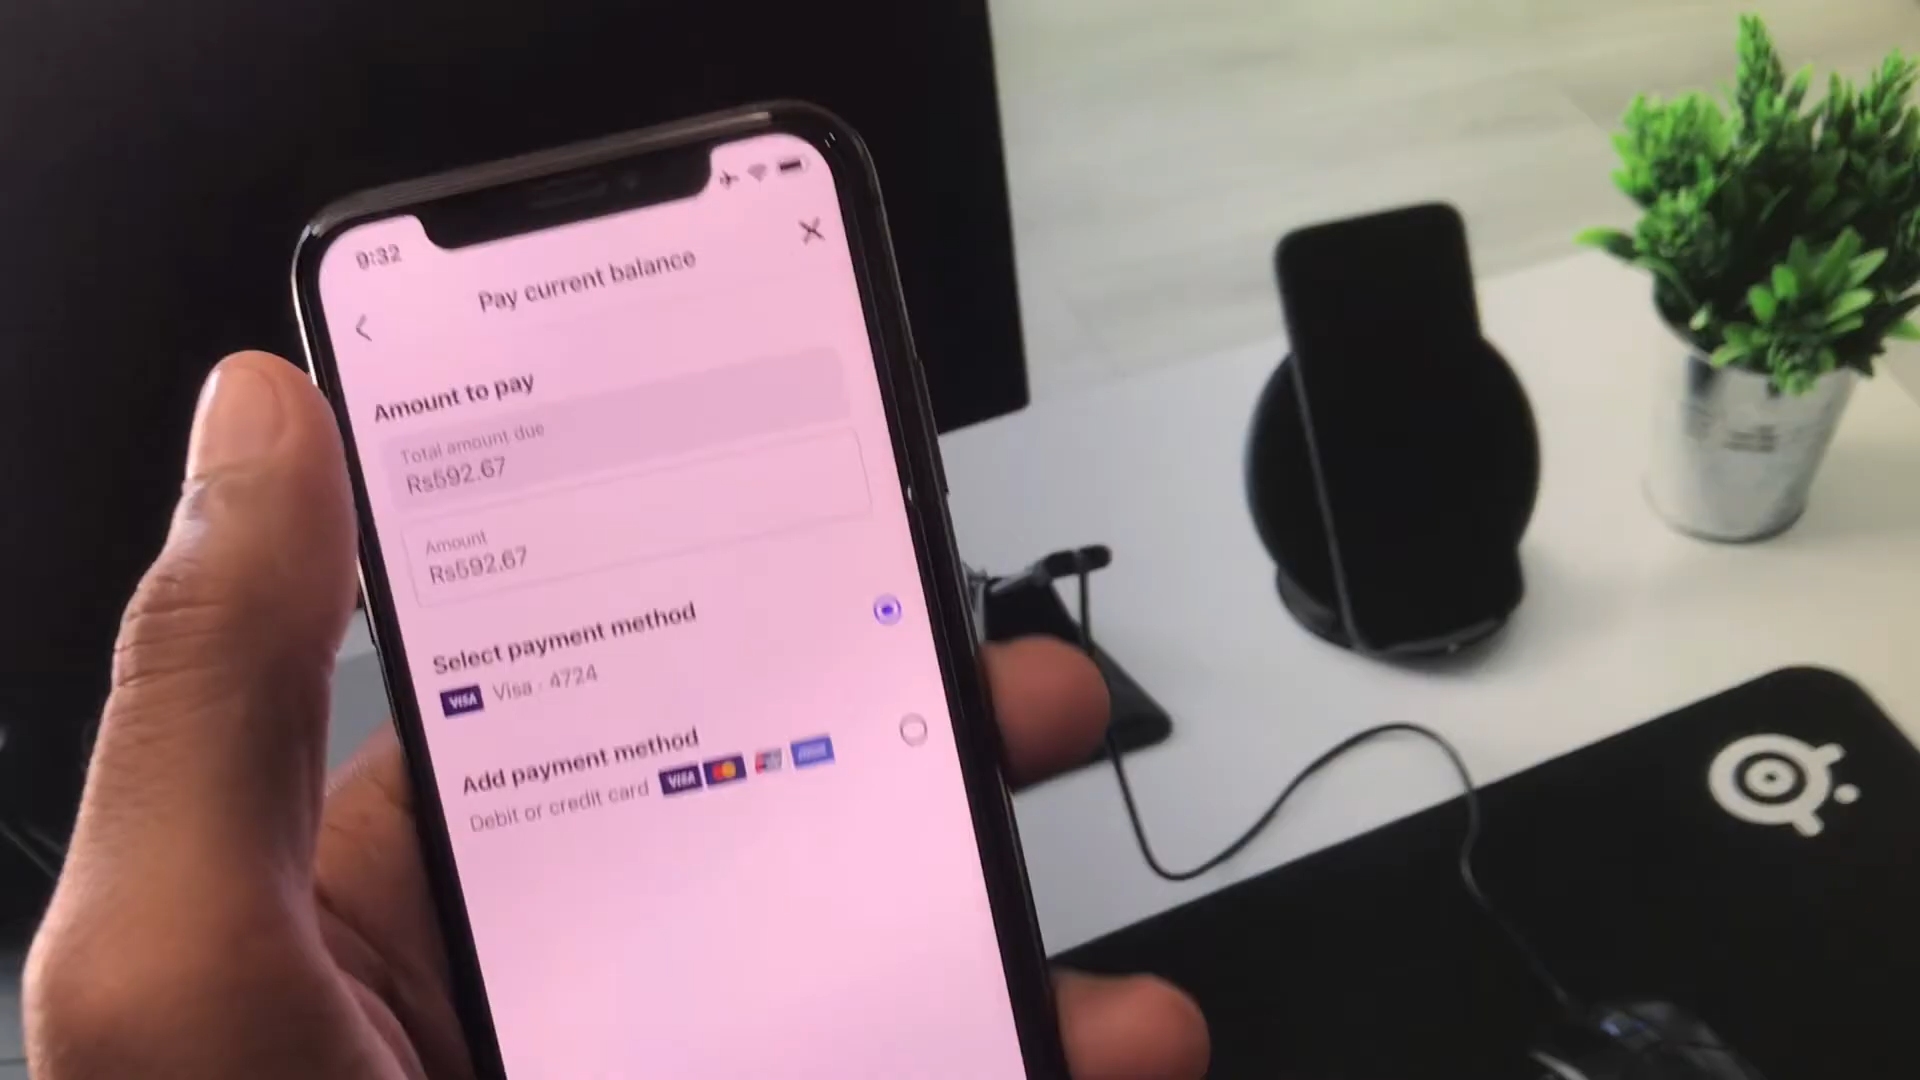 9:32
Pay current balance
Amount to pay
Total amount due
Rs592.67
Amount
Rs592.67
Select payment method
VISA Visa · 4724
Add payment method
Debit or credit card VISA